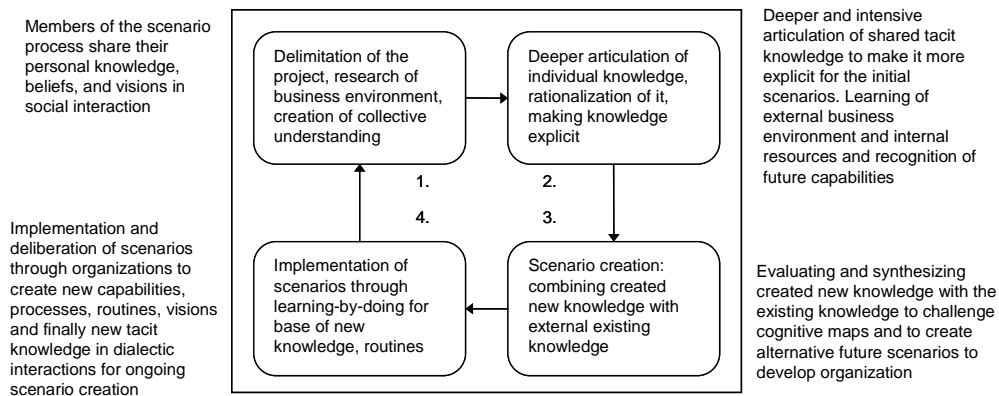 Members of the scenario
process share their
personal knowledge,
beliefs, and visions in
social interaction
Delimitation of the
project, research of
business environment,
creation of collective
understanding
Deeper articulation of
individual knowledge,
rationalization of it,
making knowledge
explicit
Deeper and intensive
articulation of shared tacit
knowledge to make it more
explicit for the initial
scenarios. Learning of
external business
environment and internal
resources and recognition of
future capabilities
1.
2.
4.
3.
Implementation and
deliberation of scenarios
through organizations to
create new capabilities,
processes, routines, visions
and finally new tacit
knowledge in dialectic
interactions for ongoing
scenario creation
Implementation of
scenarios through
learning-by-doing for
base of new
knowledge, routines
Scenario creation:
combining created
new knowledge with
external existing
knowledge
Evaluating and synthesizing
created new knowledge with the
existing knowledge to challenge
cognitive maps and to create
alternative future scenarios to
develop organization